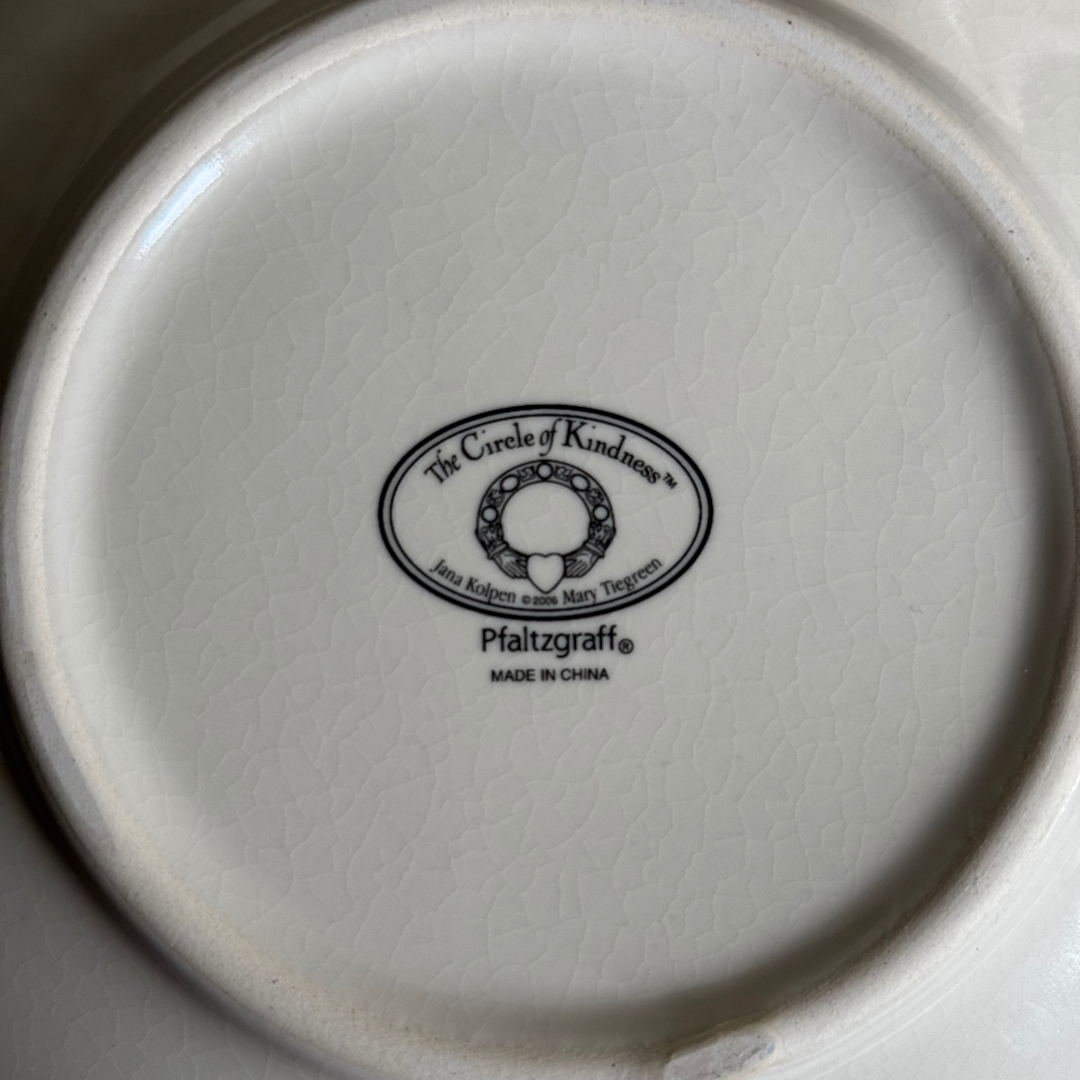 The Circle of Kindness™
Jana Kolpen ©2006 Mary Tiegreen
Pfaltzgraff®
MADE IN CHINA